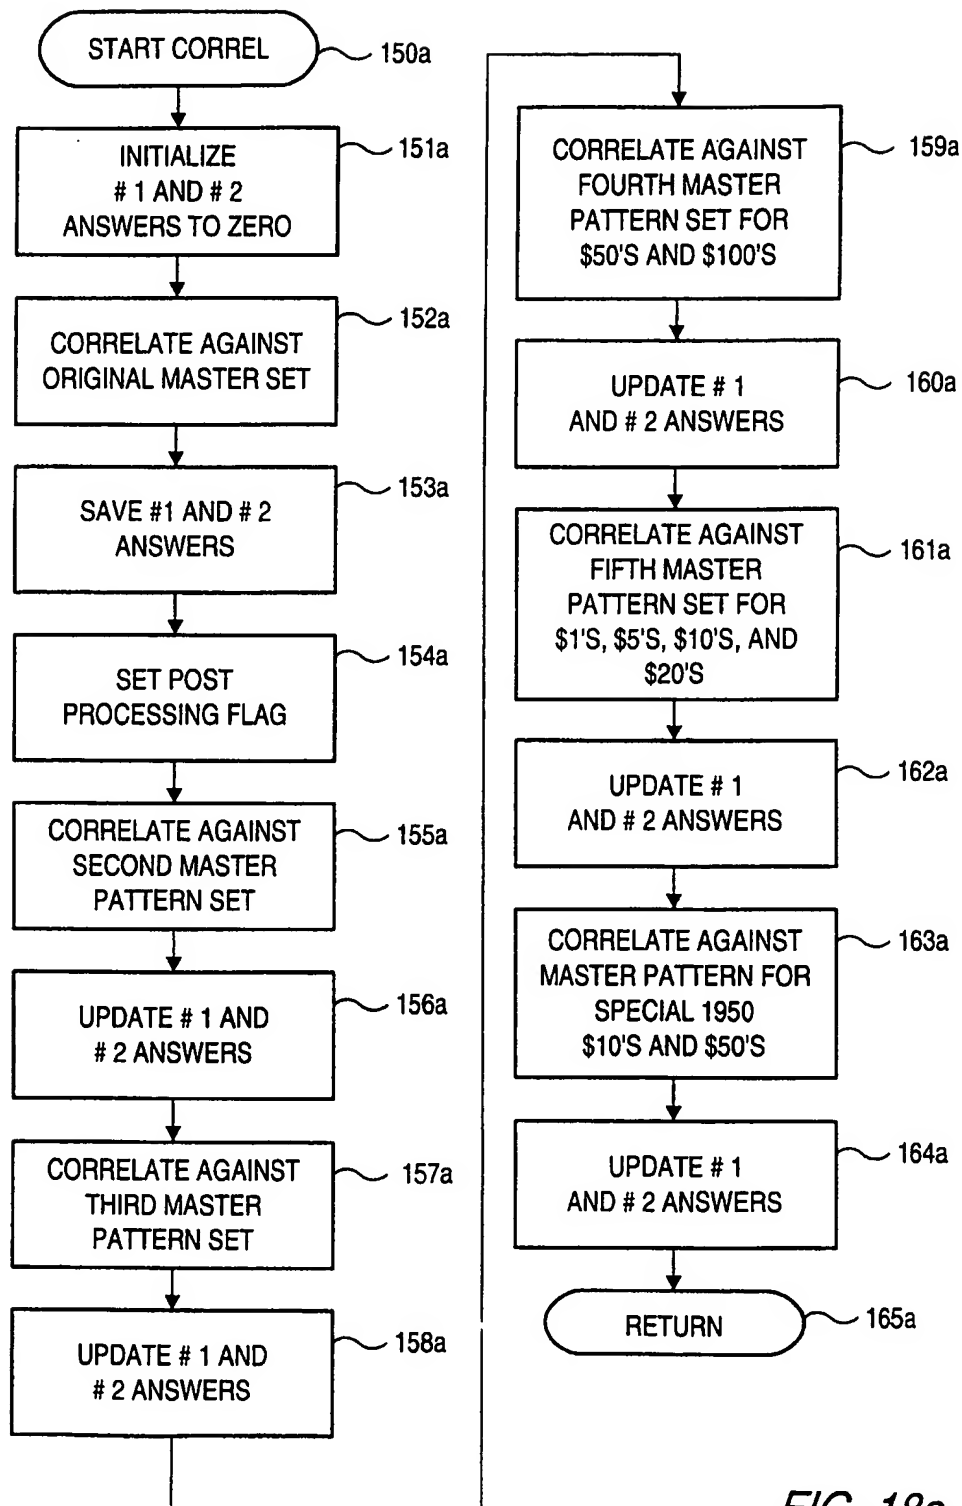 START CORREL
150a
INITIALIZE
# 1 AND # 2
ANSWERS TO ZERO
151a
CORRELATE AGAINST
ORIGINAL MASTER SET
152a
SAVE #1 AND # 2
ANSWERS
153a
SET POST
PROCESSING FLAG
154a
CORRELATE AGAINST
SECOND MASTER
PATTERN SET
155a
UPDATE # 1 AND
# 2 ANSWERS
156a
CORRELATE AGAINST
THIRD MASTER
PATTERN SET
157a
UPDATE # 1 AND
# 2 ANSWERS
158a
CORRELATE AGAINST
FOURTH MASTER
PATTERN SET FOR
$50'S AND $100'S
159a
UPDATE # 1
AND # 2 ANSWERS
160a
CORRELATE AGAINST
FIFTH MASTER
PATTERN SET FOR
$1'S, $5'S, $10'S, AND
$20'S
161a
UPDATE # 1
AND # 2 ANSWERS
162a
CORRELATE AGAINST
MASTER PATTERN FOR
SPECIAL 1950
$10'S AND $50'S
163a
UPDATE # 1
AND # 2 ANSWERS
164a
RETURN
165a
FIG. 18a